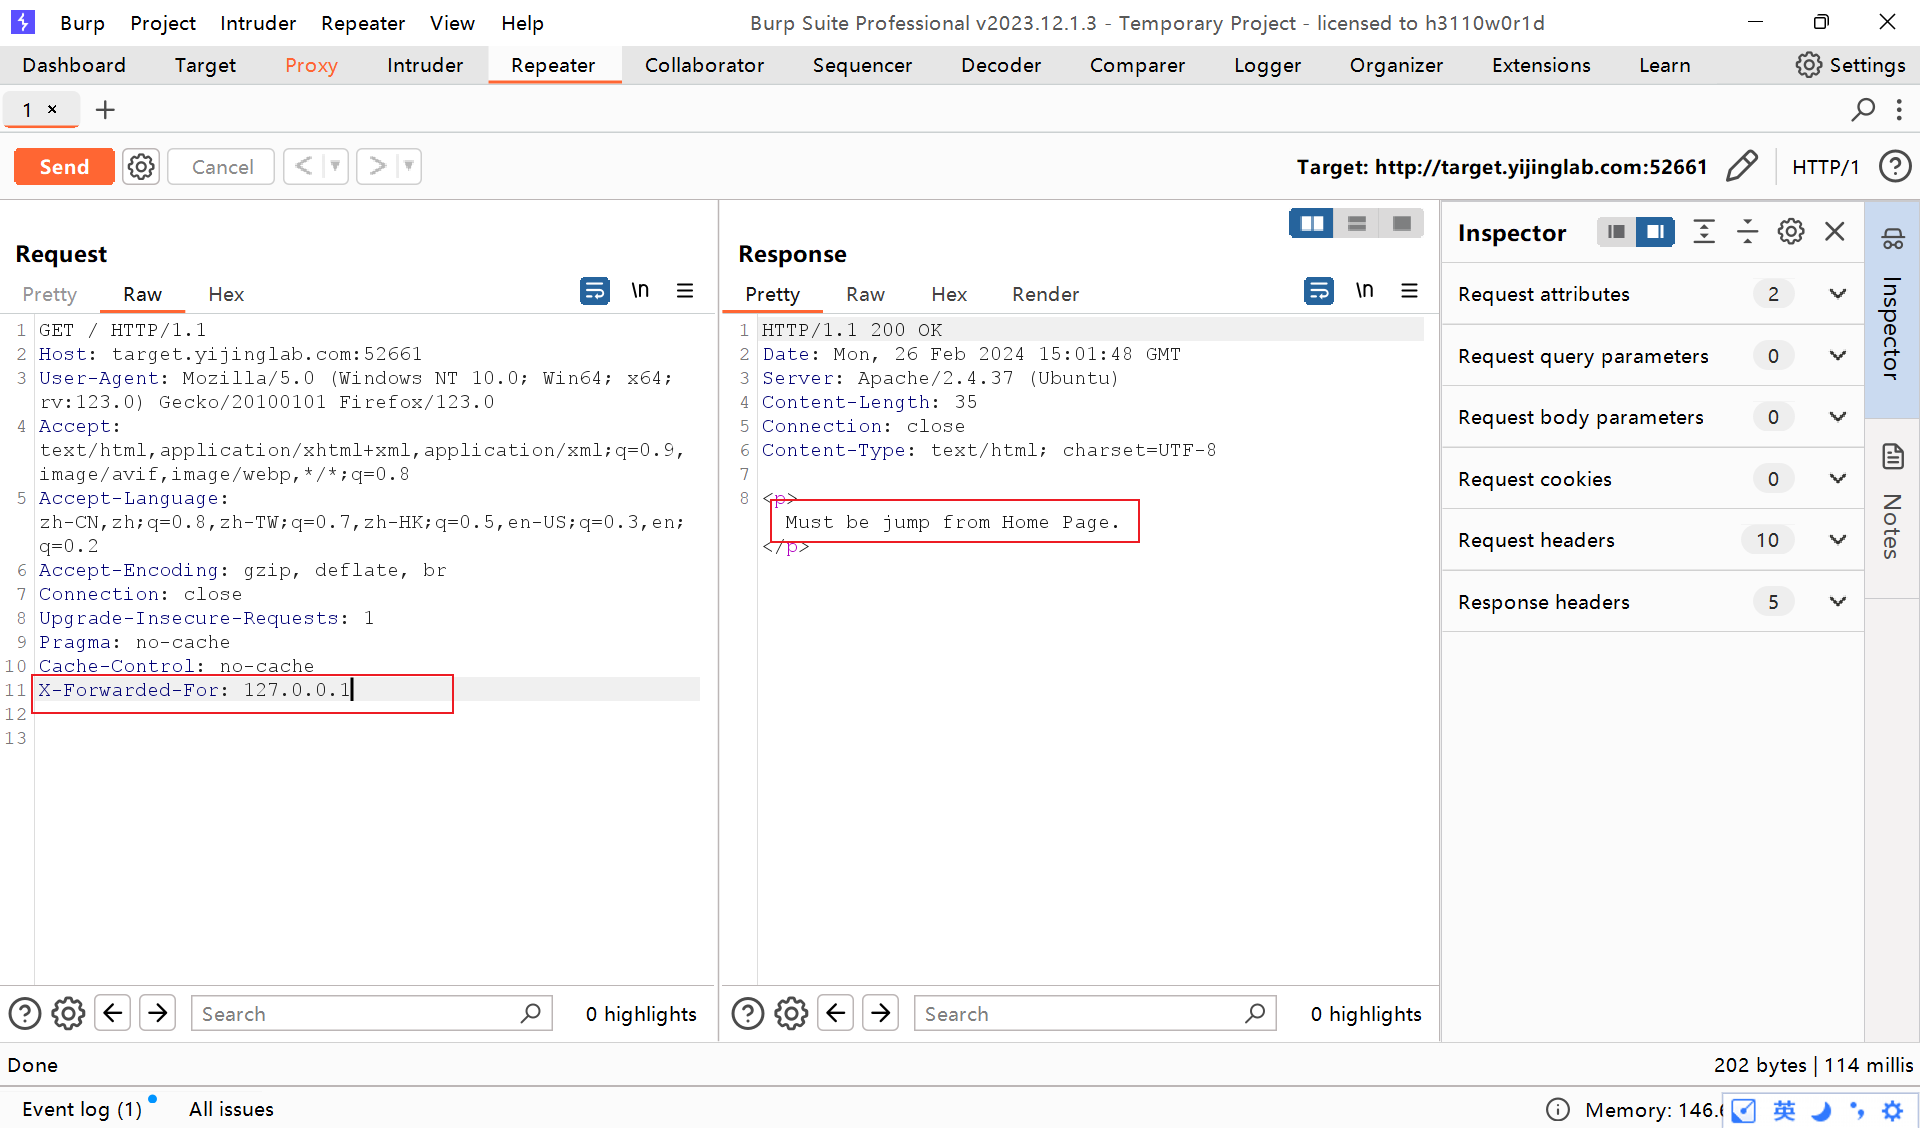 Burp Project Intruder Repeater View Help Burp Suite Professional v2023.12.1.3 - Temporary Project - licensed to h3110w0r1d
Dashboard Target Proxy Intruder Repeater Collaborator Sequencer Decoder Comparer Logger Organizer Extensions Learn Settings
1 × +
Send Cancel < > Target: http://target.yijinglab.com:52661 HTTP/1
Request
Pretty Raw Hex \n
1 GET / HTTP/1.1
2 Host: target.yijinglab.com:52661
3 User-Agent: Mozilla/5.0 (Windows NT 10.0; Win64; x64;
rv:123.0) Gecko/20100101 Firefox/123.0
4 Accept:
text/html,application/xhtml+xml,application/xml;q=0.9,
image/avif,image/webp,*/*;q=0.8
5 Accept-Language:
zh-CN,zh;q=0.8,zh-TW;q=0.7,zh-HK;q=0.5,en-US;q=0.3,en;
q=0.2
6 Accept-Encoding: gzip, deflate, br
7 Connection: close
8 Upgrade-Insecure-Requests: 1
9 Pragma: no-cache
10 Cache-Control: no-cache
11 X-Forwarded-For: 127.0.0.1
12
13
Search 0 highlights
Response
Pretty Raw Hex Render \n
1 HTTP/1.1 200 OK
2 Date: Mon, 26 Feb 2024 15:01:48 GMT
3 Server: Apache/2.4.37 (Ubuntu)
4 Content-Length: 35
5 Connection: close
6 Content-Type: text/html; charset=UTF-8
7
8 <p>
Must be jump from Home Page.
</p>
Search 0 highlights
Inspector
Request attributes 2
Request query parameters 0
Request body parameters 0
Request cookies 0
Request headers 10
Response headers 5
Inspector
Notes
Done 202 bytes | 114 millis
Event log (1) All issues Memory: 146. 英